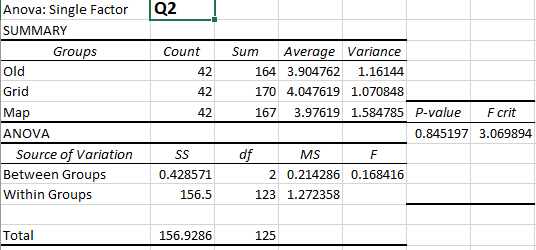 Anova: Single Factor Q2
SUMMARY
Groups Count Sum Average Variance
Old 42 164 3.904762 1.16144
Grid 42 170 4.047619 1.070848
Map 42 167 3.97619 1.584785 P-value F crit
ANOVA 0.845197 3.069894
Source of Variation SS df MS F
Between Groups 0.428571 2 0.214286 0.168416
Within Groups 156.5 123 1.272358
Total 156.9286 125